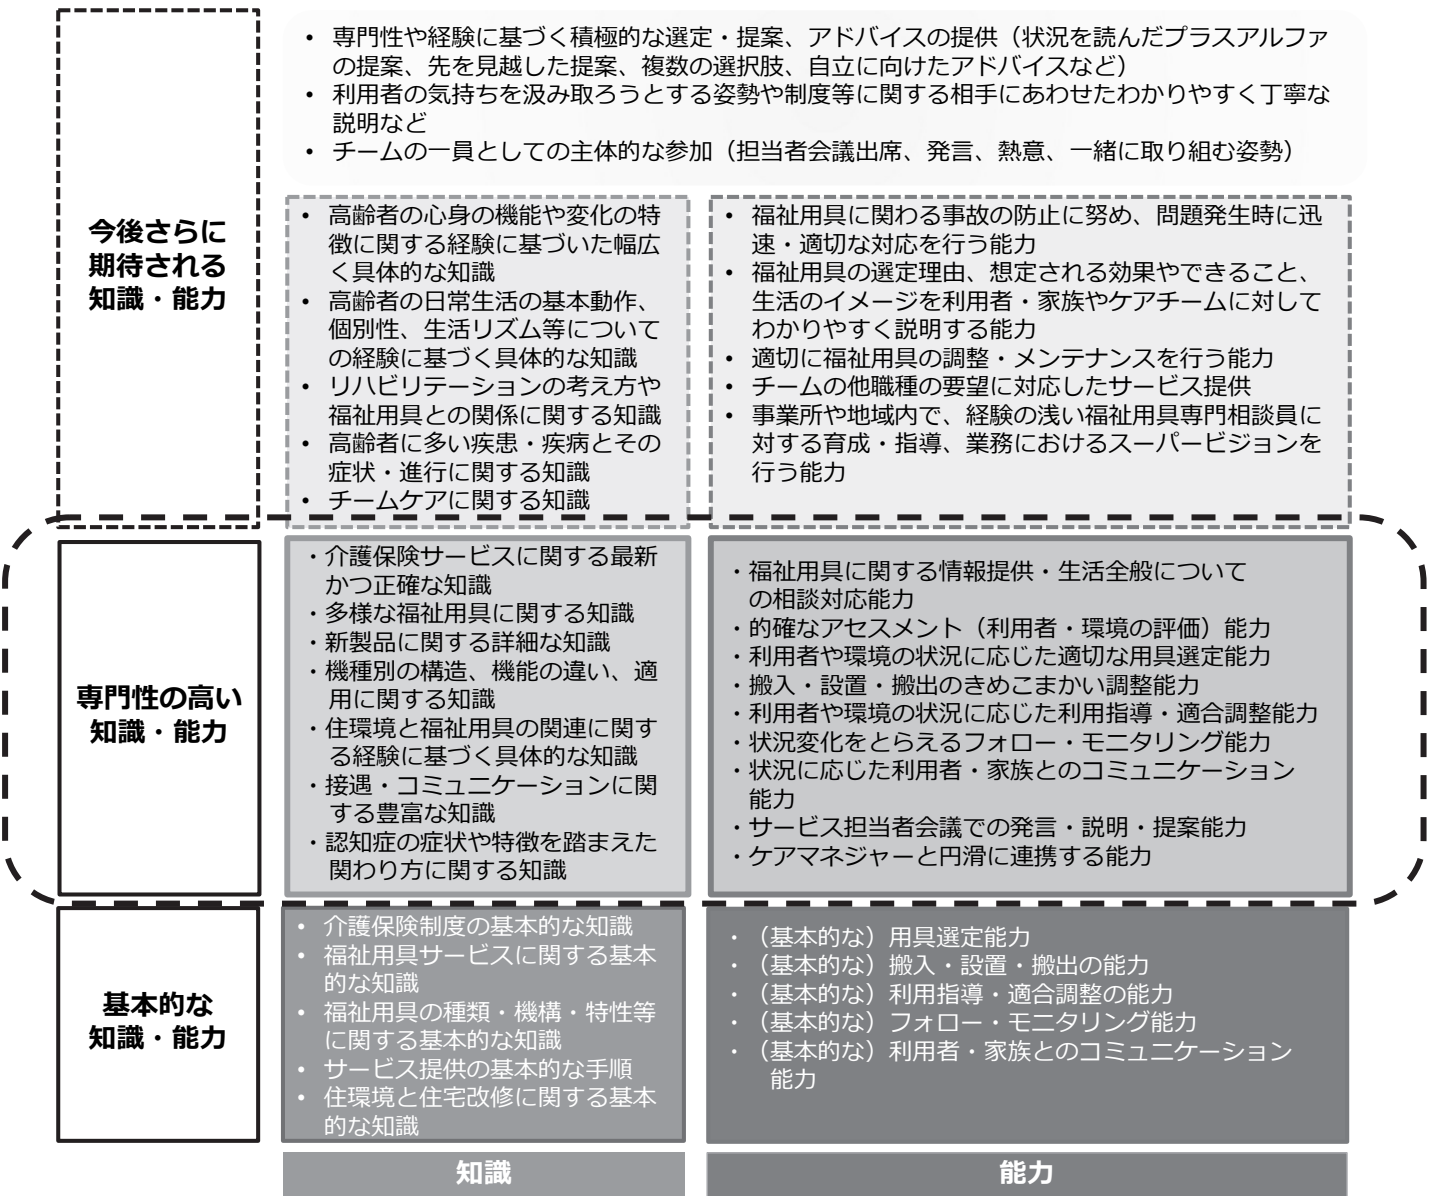 • 専門性や経験に基づく積極的な選定・提案、アドバイスの提供（状況を読んだプラスアルファ
の提案、先を見越した提案、複数の選択肢、自立に向けたアドバイスなど）
• 利用者の気持ちを汲み取ろうとする姿勢や制度等に関する相手にあわせたわかりやすく丁寧な
説明など
• チームの一員としての主体的な参加（担当者会議出席、発言、熱意、一緒に取り組む姿勢）
今後さらに
期待される
知識・能力
• 高齢者の心身の機能や変化の特
徴に関する経験に基づいた幅広
く具体的な知識
• 高齢者の日常生活の基本動作、
個別性、生活リズム等について
の経験に基づく具体的な知識
• リハビリテーションの考え方や
福祉用具との関係に関する知識
• 高齢者に多い疾患・疾病とその
症状・進行に関する知識
• チームケアに関する知識
• 福祉用具に関わる事故の防止に努め、問題発生時に迅
速・適切な対応を行う能力
• 福祉用具の選定理由、想定される効果やできること、
生活のイメージを利用者・家族やケアチームに対して
わかりやすく説明する能力
• 適切に福祉用具の調整・メンテナンスを行う能力
• チームの他職種の要望に対応したサービス提供
• 事業所や地域内で、経験の浅い福祉用具専門相談員に
対する育成・指導、業務におけるスーパービジョンを
行う能力
専門性の高い
知識・能力
・介護保険サービスに関する最新
かつ正確な知識
・多様な福祉用具に関する知識
・新製品に関する詳細な知識
・機種別の構造、機能の違い、適
用に関する知識
・住環境と福祉用具の関連に関す
る経験に基づく具体的な知識
・接遇・コミュニケーションに関
する豊富な知識
・認知症の症状や特徴を踏まえた
関わり方に関する知識
・福祉用具に関する情報提供・生活全般について
の相談対応能力
・的確なアセスメント（利用者・環境の評価）能力
・利用者や環境の状況に応じた適切な用具選定能力
・搬入・設置・搬出のきめこまかい調整能力
・利用者や環境の状況に応じた利用指導・適合調整能力
・状況変化をとらえるフォロー・モニタリング能力
・状況に応じた利用者・家族とのコミュニケーション
能力
・サービス担当者会議での発言・説明・提案能力
・ケアマネジャーと円滑に連携する能力
基本的な
知識・能力
• 介護保険制度の基本的な知識
• 福祉用具サービスに関する基本
的な知識
• 福祉用具の種類・機構・特性等
に関する基本的な知識
• サービス提供の基本的な手順
• 住環境と住宅改修に関する基本
的な知識
・（基本的な）用具選定能力
・（基本的な）搬入・設置・搬出の能力
・（基本的な）利用指導・適合調整の能力
・（基本的な）フォロー・モニタリング能力
・（基本的な）利用者・家族とのコミュニケーション
能力
知識
能力